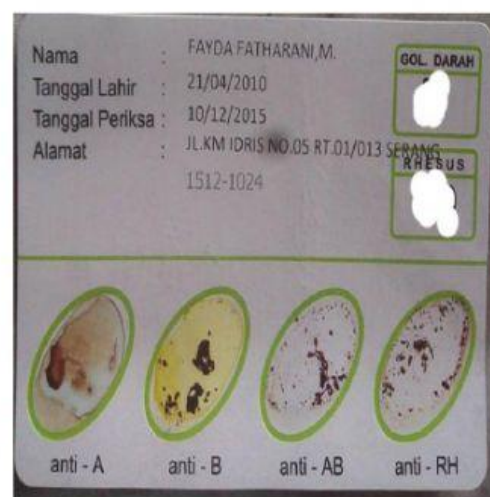 Nama : FAYDA FATHARANI,M.
Tanggal Lahir : 21/04/2010
Tanggal Periksa : 10/12/2015
Alamat : JL.KM IDRIS NO.05 RT.01/013 SERANG
1512-1024
GOL. DARAH
RHESUS
anti - A
anti - B
anti - AB
anti - RH